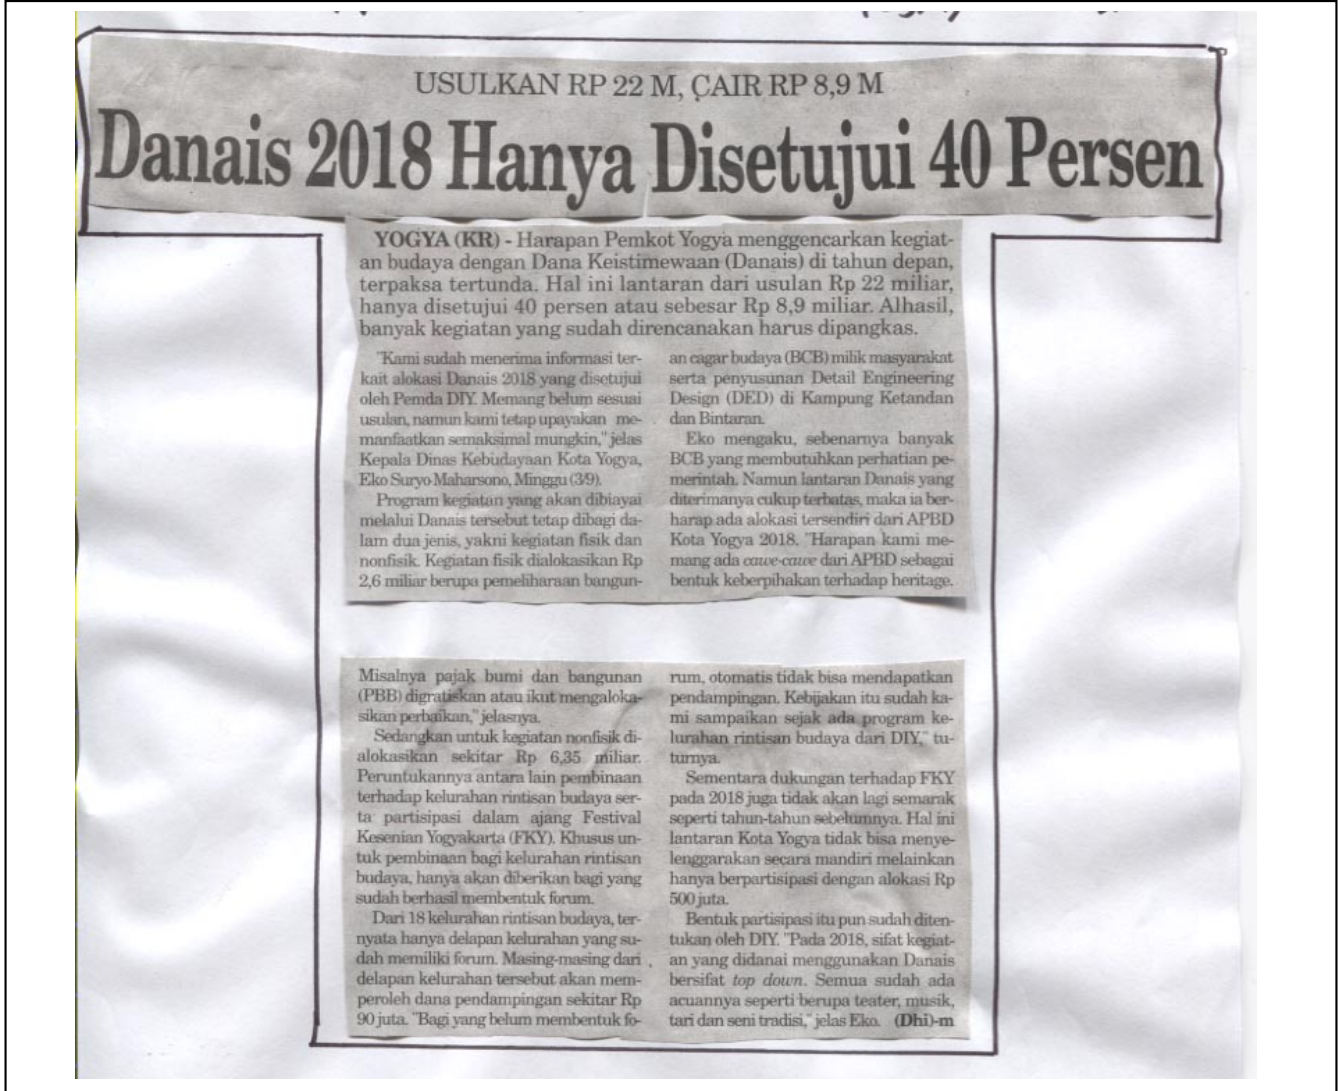 USULKAN RP 22 M, CAIR RP 8,9 M
Danais 2018 Hanya Disetujui 40 Persen
YOGYA (KR) - Harapan Pemkot Yogya menggencarkan kegiat-
an budaya dengan Dana Keistimewaan (Danais) di tahun depan,
terpaksa tertunda. Hal ini lantaran dari usulan Rp 22 miliar,
hanya disetujui 40 persen atau sebesar Rp 8,9 miliar. Alhasil,
banyak kegiatan yang sudah direncanakan harus dipangkas.
"Kami sudah menerima informasi ter-
kait alokasi Danais 2018 yang disetujui
oleh Pemda DIY. Memang belum sesuai
usulan, namun kami tetap upayakan me-
manfaatkan semaksimal mungkin," jelas
Kepala Dinas Kebudayaan Kota Yogya,
Eko Suryo Maharsono, Minggu (3/9).
Program kegiatan yang akan dibiayai
melalui Danais tersebut tetap dibagi da-
lam dua jenis, yakni kegiatan fisik dan
nonfisik. Kegiatan fisik dialokasikan Rp
2,6 miliar berupa pemeliharaan bangun-
an cagar budaya (BCB) milik masyarakat
serta penyusunan Detail Engineering
Design (DED) di Kampung Ketandan
dan Bintaran.
Eko mengaku, sebenarnya banyak
BCB yang membutuhkan perhatian pe-
merintah. Namun lantaran Danais yang
diterimanya cukup terbatas, maka ia ber-
harap ada alokasi tersendiri dari APBD
Kota Yogya 2018. "Harapan kami me-
mang ada cawe-cawe dari APBD sebagai
bentuk keberpihakan terhadap heritage.
Misalnya pajak bumi dan bangunan
(PBB) digratiskan atau ikut mengaloka-
sikan perbaikan," jelasnya.
Sedangkan untuk kegiatan nonfisik di-
alokasikan sekitar Rp 6,35 miliar.
Peruntukannya antara lain pembinaan
terhadap kelurahan rintisan budaya ser-
ta partisipasi dalam ajang Festival
Kesenian Yogyakarta (FKY). Khusus un-
tuk pembinaan bagi kelurahan rintisan
budaya, hanya akan diberikan bagi yang
sudah berhasil membentuk forum.
Dari 18 kelurahan rintisan budaya, ter-
nyata hanya delapan kelurahan yang su-
dah memiliki forum. Masing-masing dari
delapan kelurahan tersebut akan mem-
peroleh dana pendampingan sekitar Rp
90 juta. "Bagi yang belum membentuk fo-
rum, otomatis tidak bisa mendapatkan
pendampingan. Kebijakan itu sudah ka-
mi sampaikan sejak ada program ke-
lurahan rintisan budaya dari DIY," tu-
turnya.
Sementara dukungan terhadap FKY
pada 2018 juga tidak akan lagi semarak
seperti tahun-tahun sebelumnya. Hal ini
lantaran Kota Yogya tidak bisa menye-
lenggarakan secara mandiri melainkan
hanya berpartisipasi dengan alokasi Rp
500 juta.
Bentuk partisipasi itu pun sudah diten-
tukan oleh DIY. "Pada 2018, sifat kegiat-
an yang didanai menggunakan Danais
bersifat top down. Semua sudah ada
acuannya seperti berupa teater, musik,
tari dan seni tradisi," jelas Eko. (Dhi)-m